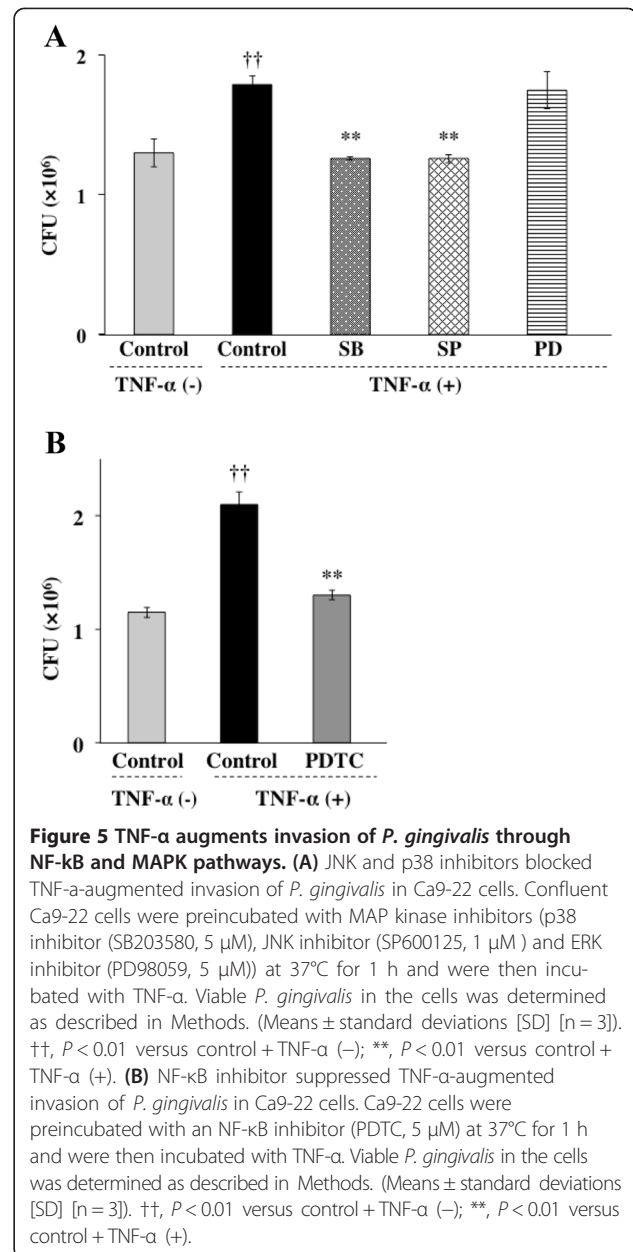 A
2
††
**
**
CFU (×10⁶)
1
0
Control
Control
SB
SP
PD
TNF-α (-)
TNF-α (+)
B
††
2
**
CFU (×10⁶)
1
0
Control
Control
PDTC
TNF-α (-)
TNF-α (+)
Figure 5 TNF-α augments invasion of P. gingivalis through
NF-kB and MAPK pathways. (A) JNK and p38 inhibitors blocked
TNF-a-augmented invasion of P. gingivalis in Ca9-22 cells. Confluent
Ca9-22 cells were preincubated with MAP kinase inhibitors (p38
inhibitor (SB203580, 5 μM), JNK inhibitor (SP600125, 1 μM ) and ERK
inhibitor (PD98059, 5 μM)) at 37°C for 1 h and were then incu-
bated with TNF-α. Viable P. gingivalis in the cells was determined
as described in Methods. (Means ± standard deviations [SD] [n = 3]).
††, P < 0.01 versus control + TNF-α (−); **, P < 0.01 versus control +
TNF-α (+). (B) NF-κB inhibitor suppressed TNF-α-augmented
invasion of P. gingivalis in Ca9-22 cells. Ca9-22 cells were
preincubated with an NF-κB inhibitor (PDTC, 5 μM) at 37°C for 1 h
and were then incubated with TNF-α. Viable P. gingivalis in the cells
was determined as described in Methods. (Means ± standard deviations
[SD] [n = 3]). ††, P < 0.01 versus control + TNF-α (−); **, P < 0.01 versus
control + TNF-α (+).